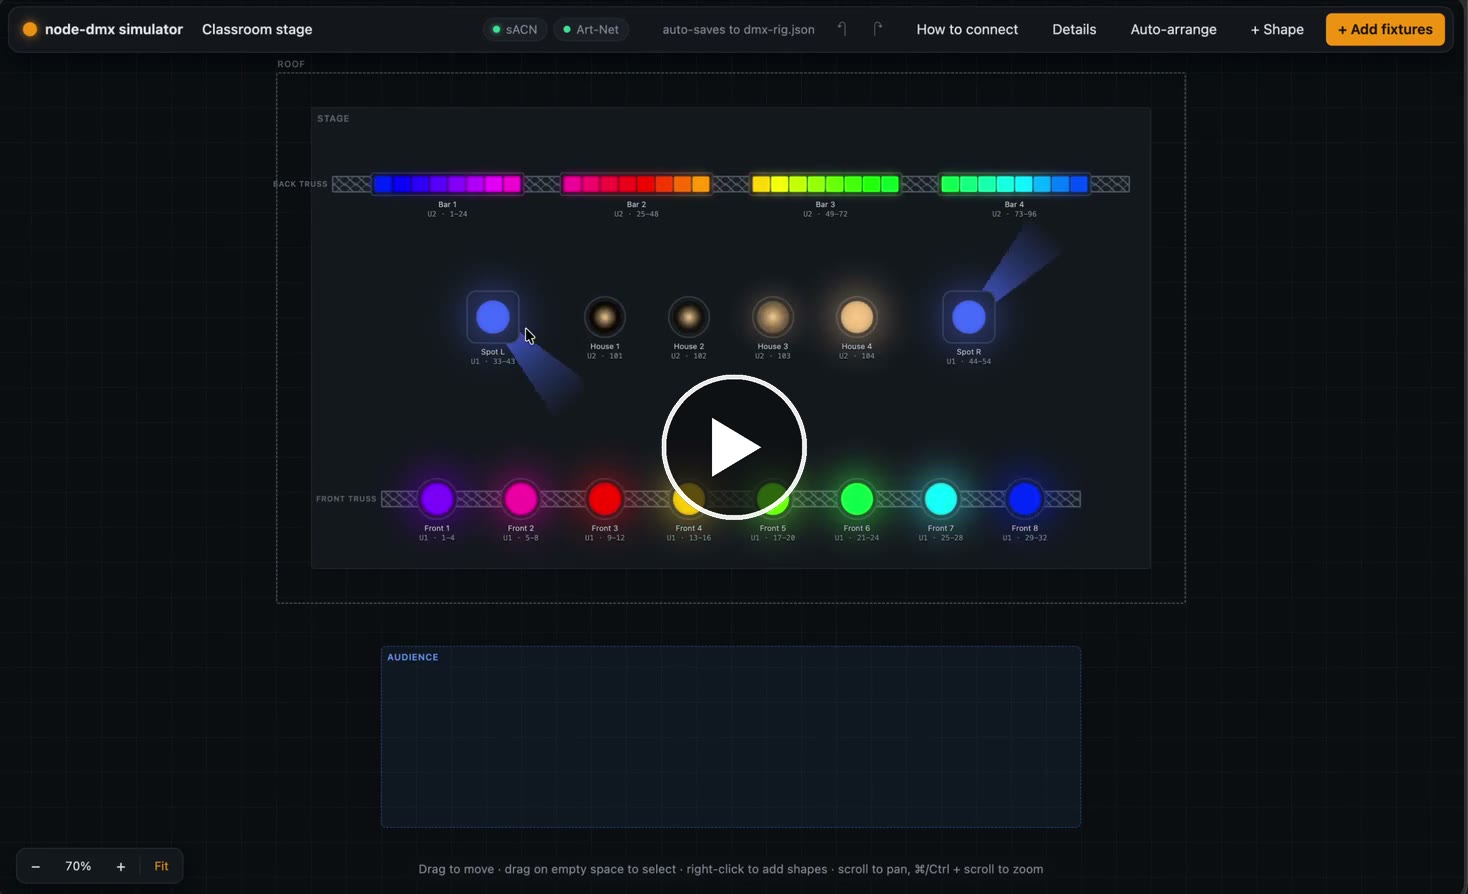 node-dmx simulator Classroom stage sACN Art-Net auto-saves to dmx-rig.json How to connect Details Auto-arrange + Shape + Add fixtures
ROOF
STAGE
BACK TRUSS
Bar 1 Bar 2 Bar 3 Bar 4
U2 · 1–24 U2 · 25–48 U2 · 49–72 U2 · 73–96
House 1 House 2 House 3 House 4
Spot L Spot R
U2 · 101 U2 · 102 U2 · 103 U2 · 104
U1 · 33–43 U1 · 44–54
FRONT TRUSS
Front 1 Front 2 Front 3 Front 4 Front 5 Front 6 Front 7 Front 8
U1 · 1–4 U1 · 5–8 U1 · 9–12 U1 · 13–16 U1 · 17–20 U1 · 21–24 U1 · 25–28 U1 · 29–32
AUDIENCE
− 70% + Fit
Drag to move · drag on empty space to select · right-click to add shapes · scroll to pan, ⌘/Ctrl + scroll to zoom